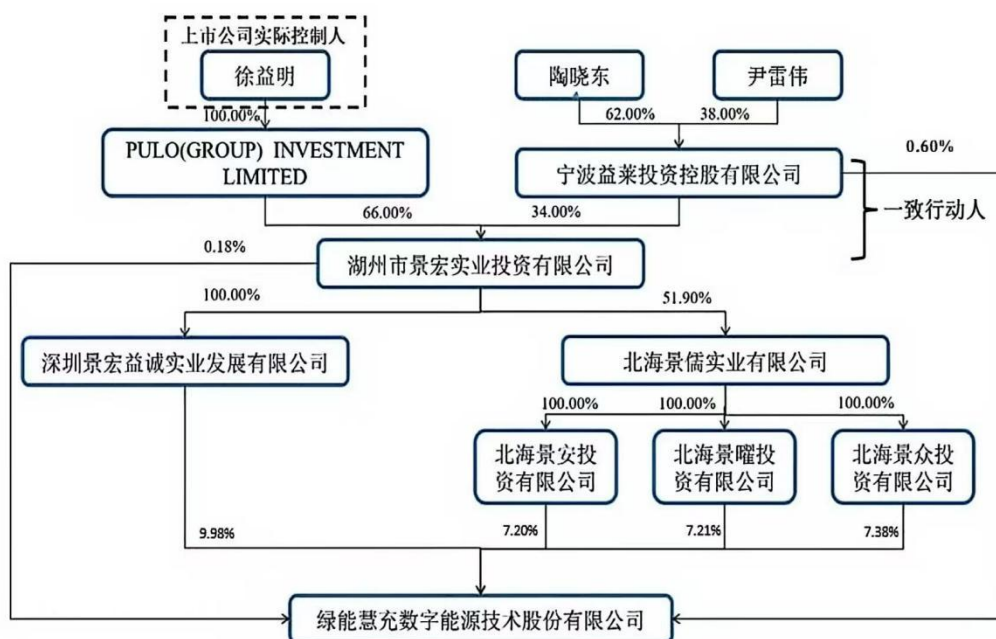 上市公司实际控制人
徐益明
陶晓东
尹雷伟
100.00%
62.00%
38.00%
PULO(GROUP) INVESTMENT
LIMITED
宁波益莱投资控股有限公司
0.60%
一致行动人
66.00%
34.00%
0.18%
湖州市景宏实业投资有限公司
100.00%
51.90%
深圳景宏益诚实业发展有限公司
北海景儒实业有限公司
100.00%
100.00%
100.00%
北海景安投
资有限公司
北海景曜投
资有限公司
北海景众投
资有限公司
9.98%
7.20%
7.21%
7.38%
绿能慧充数字能源技术股份有限公司